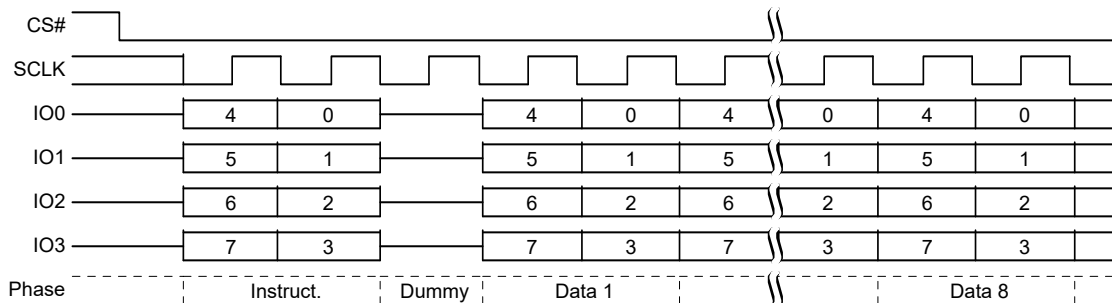 CS#
SCLK
IO0 4 0 4 0 4 0 4 0
IO1 5 1 5 1 5 1 5 1
IO2 6 2 6 2 6 2 6 2
IO3 7 3 7 3 7 3 7 3
Phase Instruct. Dummy Data 1 Data 8